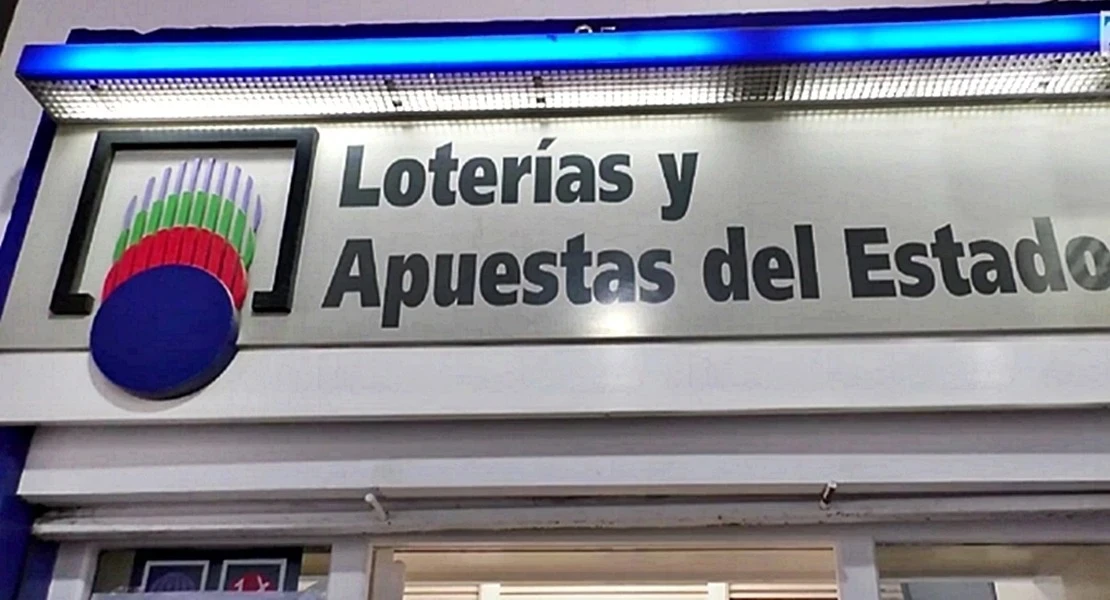 Loterías y
Apuestas del Estado